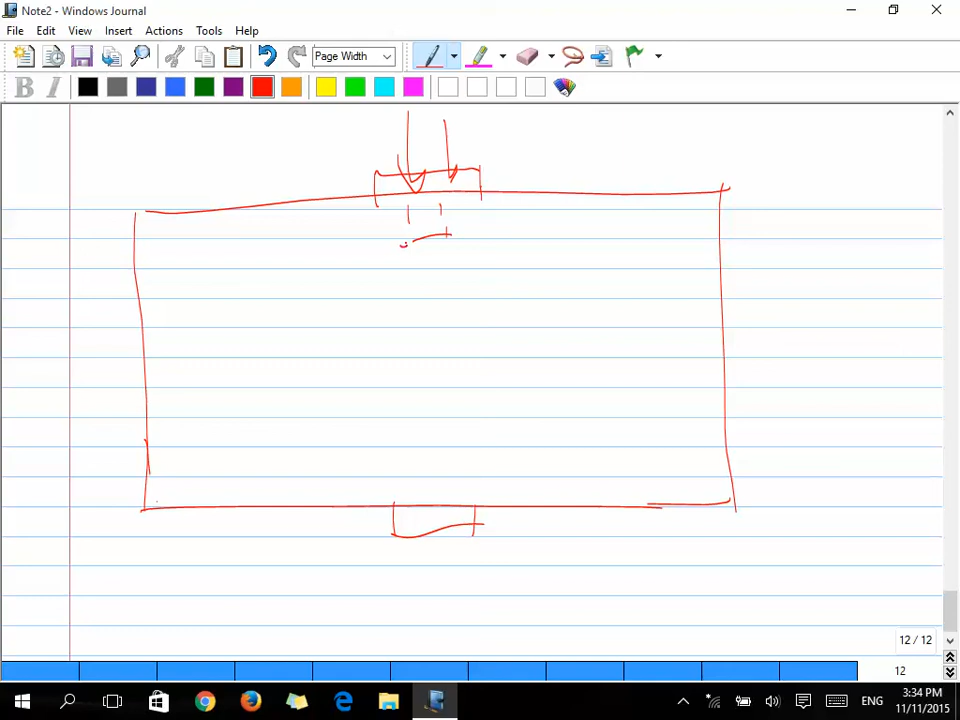 Note2 - Windows Journal
File Edit View Insert Actions Tools Help
Page Width
B I
12 / 12
12
ENG
3:34 PM
11/11/2015